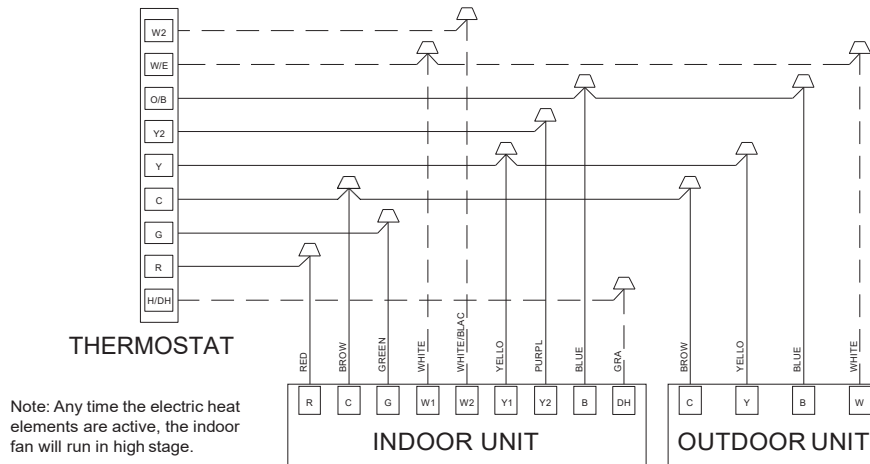 W2
W/E
O/B
Y2
Y
C
G
R
H/DH
THERMOSTAT
RED
BROW
GREEN
WHITE
WHITE/BLAC
YELLO
PURPL
BLUE
GRA
BROW
YELLO
BLUE
WHITE
R C G W1 W2 Y1 Y2 B DH
C Y B W
INDOOR UNIT
OUTDOOR UNIT
Note: Any time the electric heat
elements are active, the indoor
fan will run in high stage.